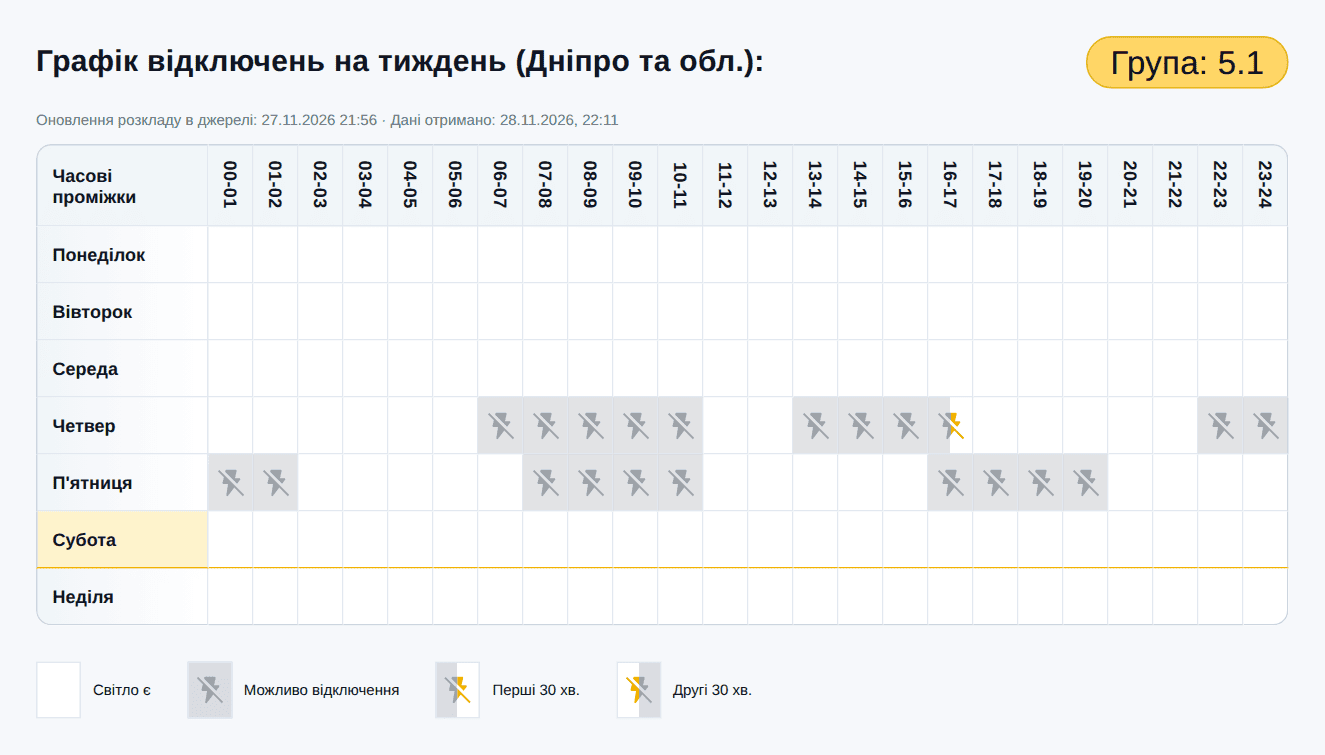 Графік відключень на тиждень (Дніпро та обл.):
Група: 5.1
Оновлення розкладу в джерелі: 27.11.2026 21:56 · Дані отримано: 28.11.2026, 22:11
Часові
проміжки
00-01
01-02
02-03
03-04
04-05
05-06
06-07
07-08
08-09
09-10
10-11
11-12
12-13
13-14
14-15
15-16
16-17
17-18
18-19
19-20
20-21
21-22
22-23
23-24
Понеділок
Вівторок
Середа
Четвер
П'ятниця
Субота
Неділя
Світло є
Можливо відключення
Перші 30 хв.
Другі 30 хв.